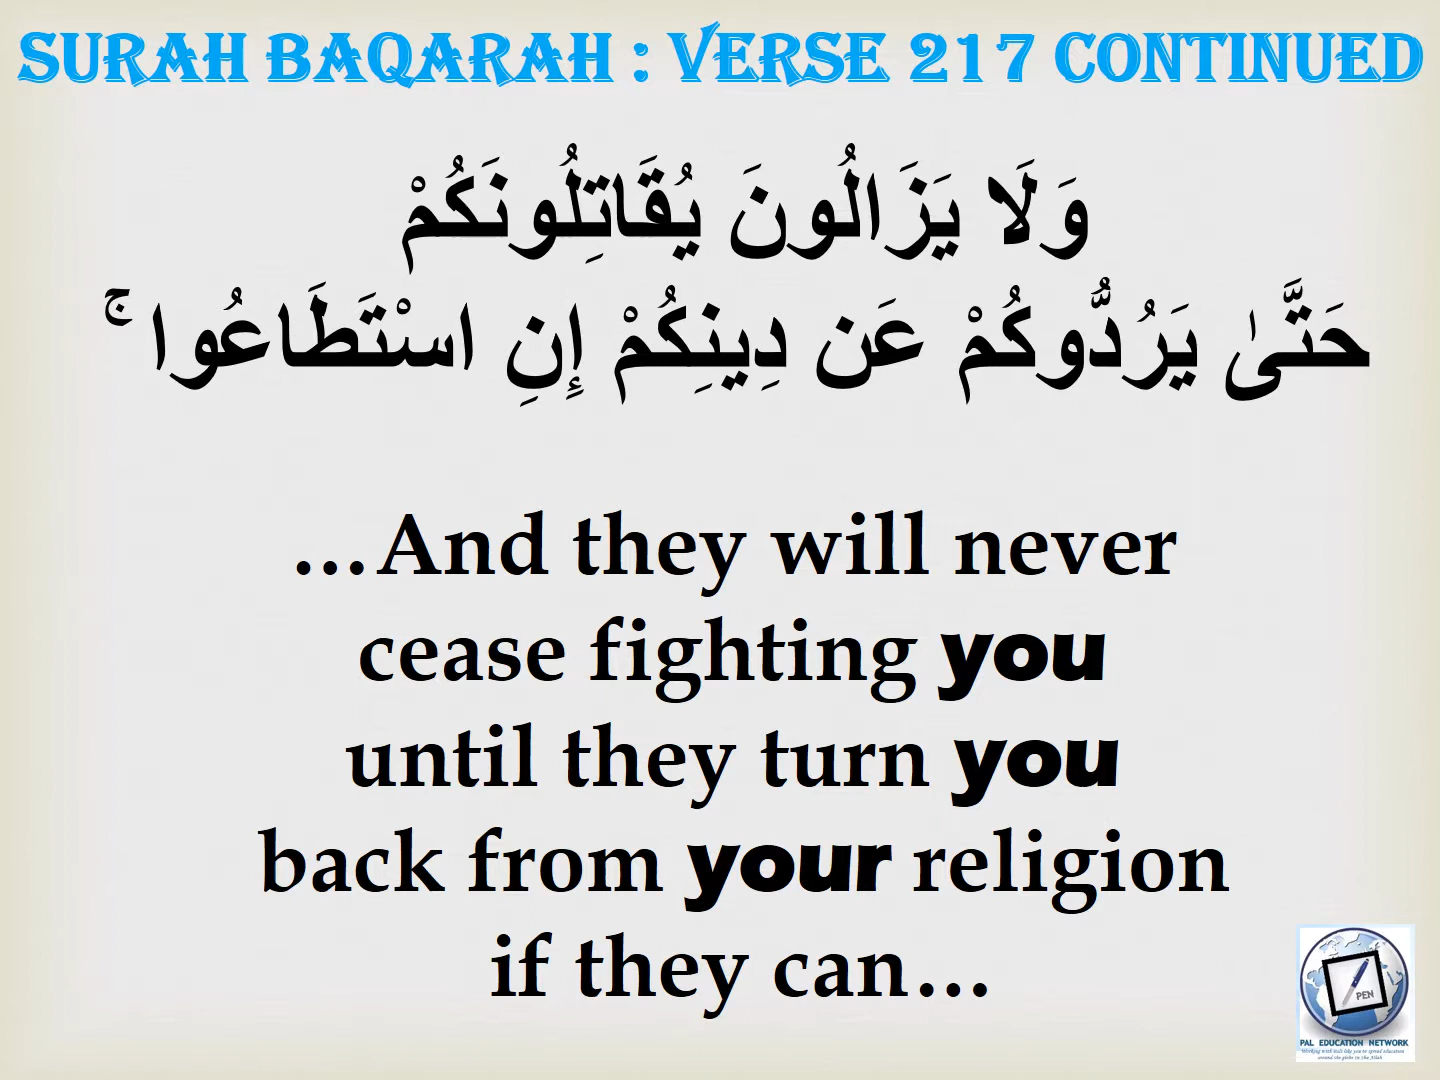 SURAH BAQARAH : VERSE 217 CONTINUED
وَلَا يَزَالُونَ يُقَاتِلُونَكُمْ
حَتَّىٰ يَرُدُّوكُمْ عَن دِينِكُمْ إِنِ اسْتَطَاعُوا ۚ
...And they will never
cease fighting you
until they turn you
back from your religion
if they can...
PEN
PAL EDUCATION NETWORK